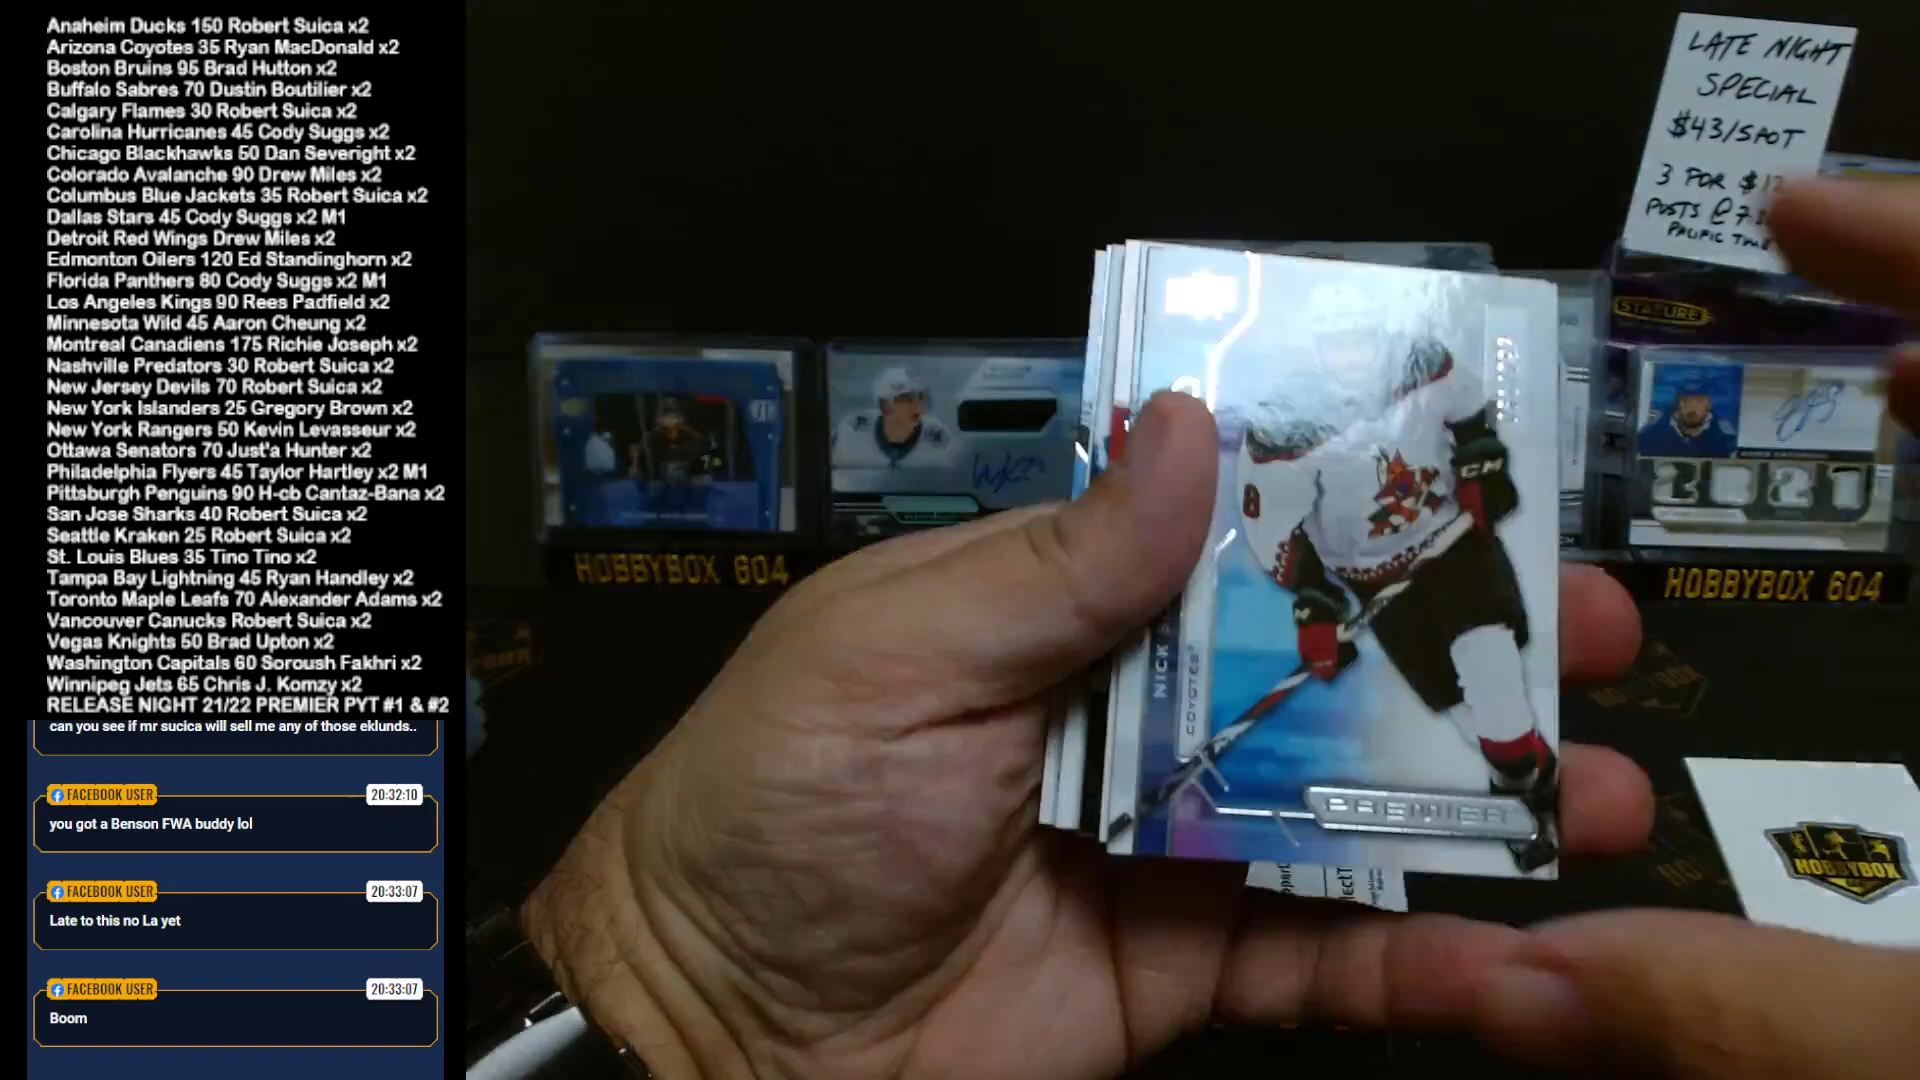 Anaheim Ducks 150 Robert Suica x2
Arizona Coyotes 35 Ryan MacDonald x2
Boston Bruins 95 Brad Hutton x2
Buffalo Sabres 70 Dustin Boutilier x2
Calgary Flames 30 Robert Suica x2
Carolina Hurricanes 45 Cody Suggs x2
Chicago Blackhawks 50 Dan Severight x2
Colorado Avalanche 90 Drew Miles x2
Columbus Blue Jackets 35 Robert Suica x2
Dallas Stars 45 Cody Suggs x2 M1
Detroit Red Wings Drew Miles x2
Edmonton Oilers 120 Ed Standinghorn x2
Florida Panthers 80 Cody Suggs x2 M1
Los Angeles Kings 90 Rees Padfield x2
Minnesota Wild 45 Aaron Cheung x2
Montreal Canadiens 175 Richie Joseph x2
Nashville Predators 30 Robert Suica x2
New Jersey Devils 70 Robert Suica x2
New York Islanders 25 Gregory Brown x2
New York Rangers 50 Kevin Levasseur x2
Ottawa Senators 70 Just'a Hunter x2
Philadelphia Flyers 45 Taylor Hartley x2 M1
Pittsburgh Penguins 90 H-cb Cantaz-Bana x2
San Jose Sharks 40 Robert Suica x2
Seattle Kraken 25 Robert Suica x2
St. Louis Blues 35 Tino Tino x2
Tampa Bay Lightning 45 Ryan Handley x2
Toronto Maple Leafs 70 Alexander Adams x2
Vancouver Canucks Robert Suica x2
Vegas Knights 50 Brad Upton x2
Washington Capitals 60 Soroush Fakhri x2
Winnipeg Jets 65 Chris J. Komzy x2
RELEASE NIGHT 21/22 PREMIER PYT #1 & #2
can you see if mr sucica will sell me any of those eklunds..
FACEBOOK USER 20:32:10
you got a Benson FWA buddy lol
FACEBOOK USER 20:33:07
Late to this no La yet
FACEBOOK USER 20:33:07
Boom
LATE NIGHT
SPECIAL
$43/SPOT
3 FOR
POSTS @
PACIFIC
STATURE
HOBBYBOX 604
HOBBYBOX 604
2021
NICK
COYOTES
CCM
PREMIER
HOBBYBOX